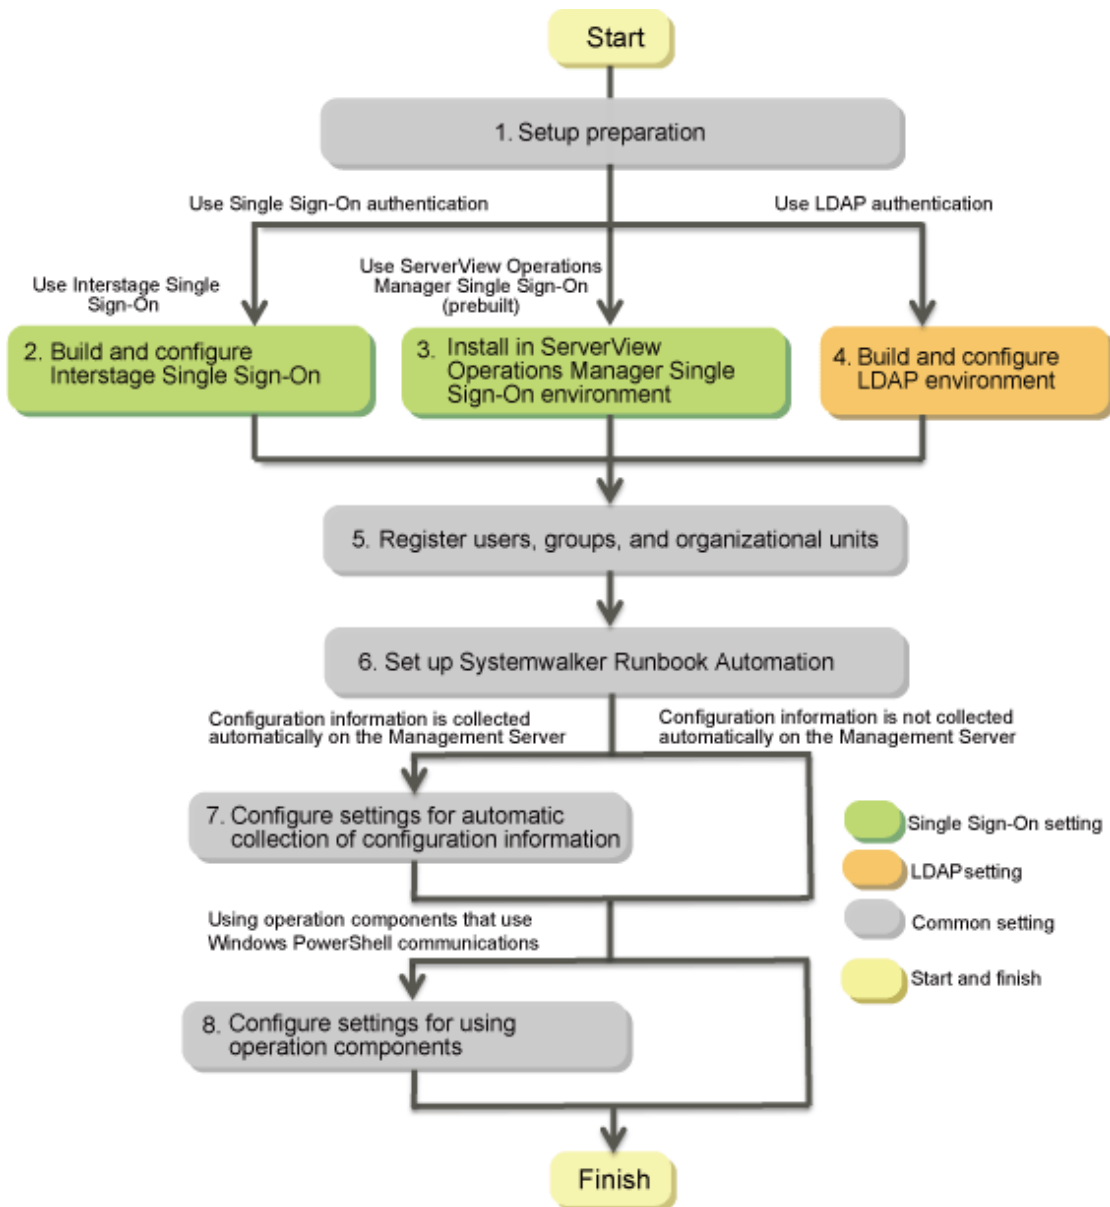 Start
1. Setup preparation
Use Single Sign-On authentication
Use LDAP authentication
Use Interstage Single
Sign-On
Use ServerView Operations
Manager Single Sign-On
(prebuilt)
2. Build and configure
Interstage Single Sign-On
3. Install in ServerView
Operations Manager Single
Sign-On environment
4. Build and configure
LDAP environment
5. Register users, groups, and organizational units
6. Set up Systemwalker Runbook Automation
Configuration information is collected
automatically on the Management Server
Configuration information is not collected
automatically on the Management Server
7. Configure settings for automatic
collection of configuration information
Single Sign-On setting
LDAP setting
Common setting
Start and finish
Using operation components that use
Windows PowerShell communications
8. Configure settings for using
operation components
Finish